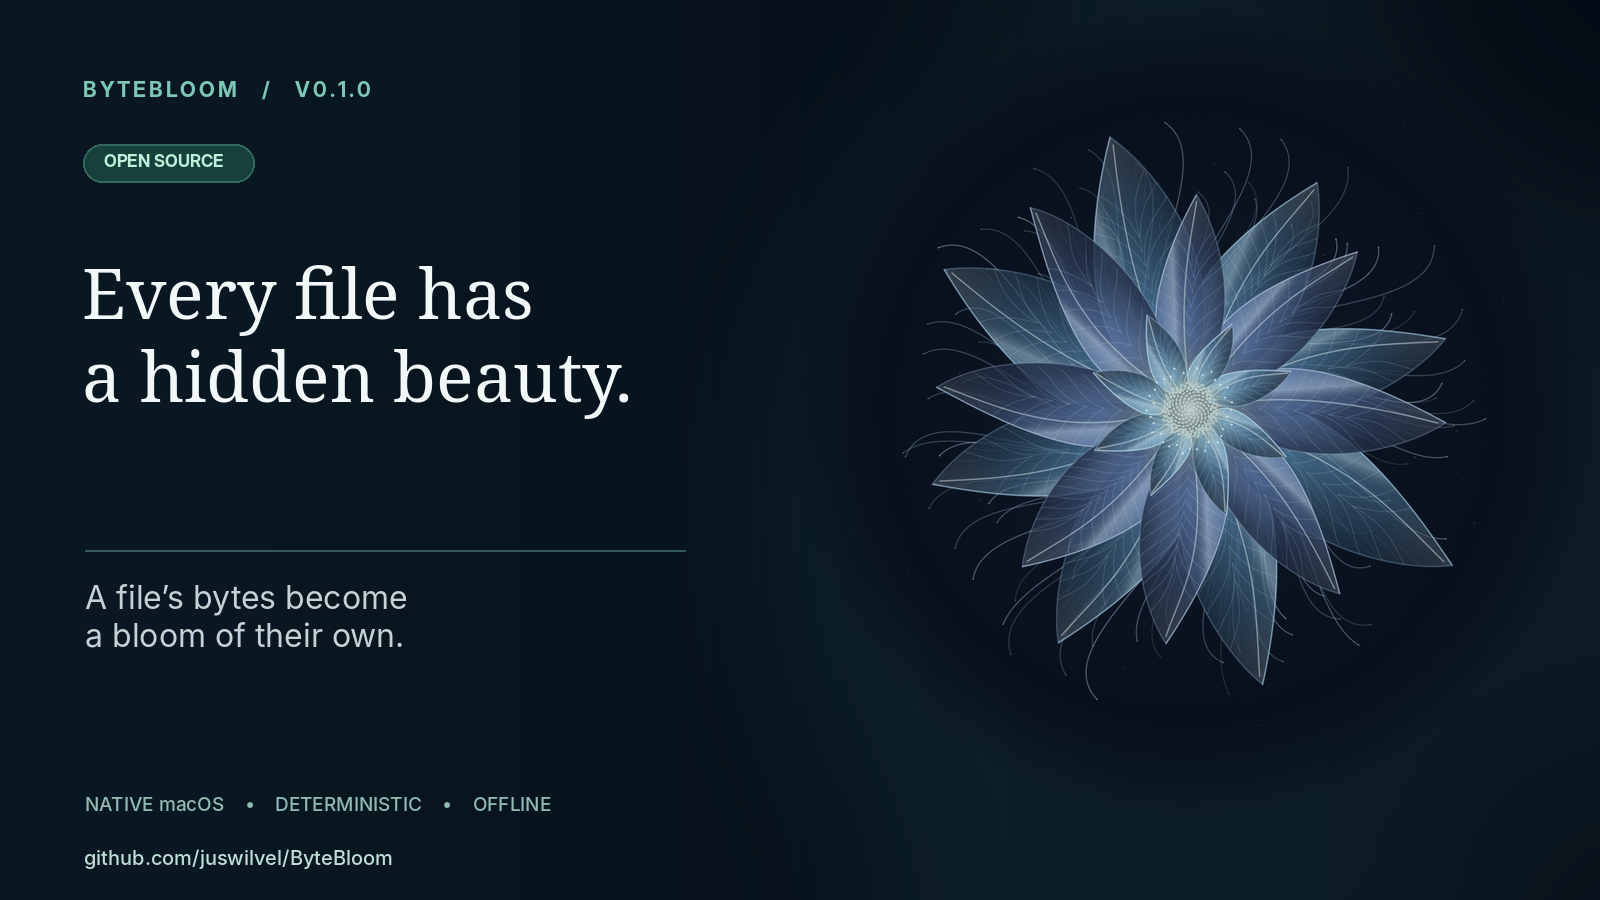 BYTEBLOOM / V0.1.0
OPEN SOURCE
Every file has
a hidden beauty.
A file’s bytes become
a bloom of their own.
NATIVE macOS • DETERMINISTIC • OFFLINE
github.com/juswilvel/ByteBloom